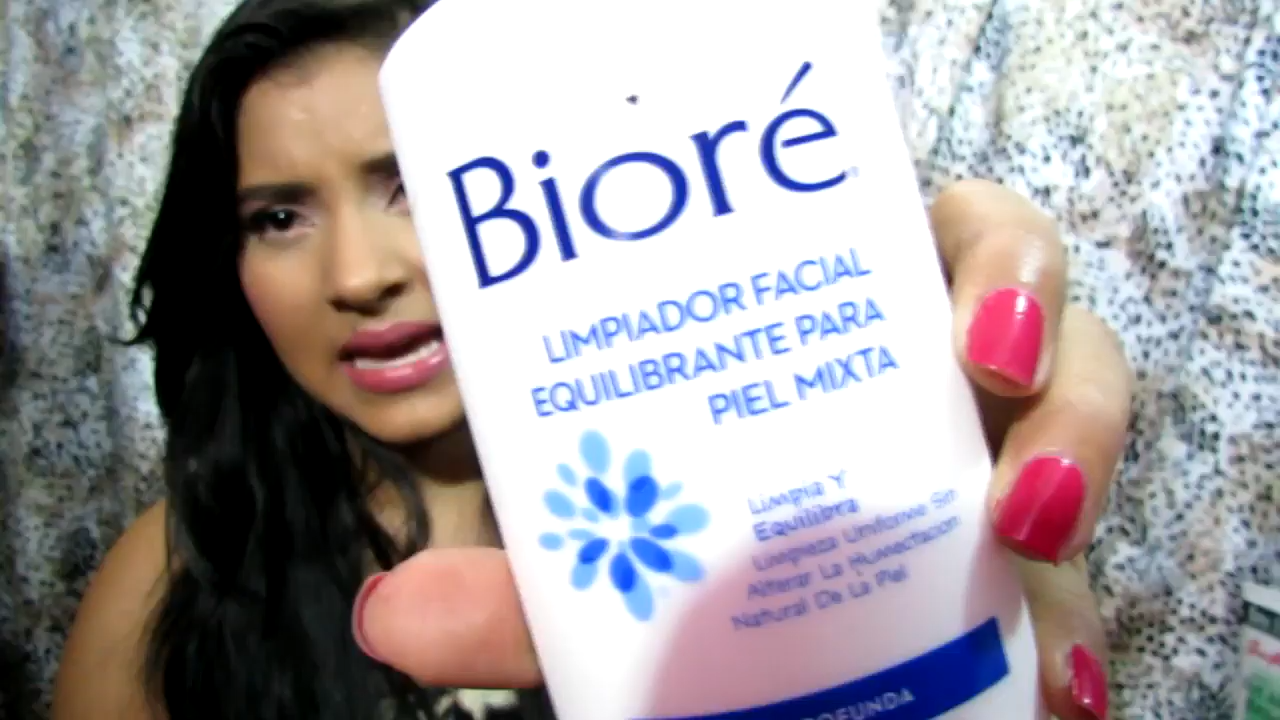 Bioré
LIMPIADOR FACIAL
EQUILIBRANTE PARA
PIEL MIXTA
Limpia Y
Equilibra
Limpieza Uniforme Sin
Alterar La Humectación
Natural De La Piel